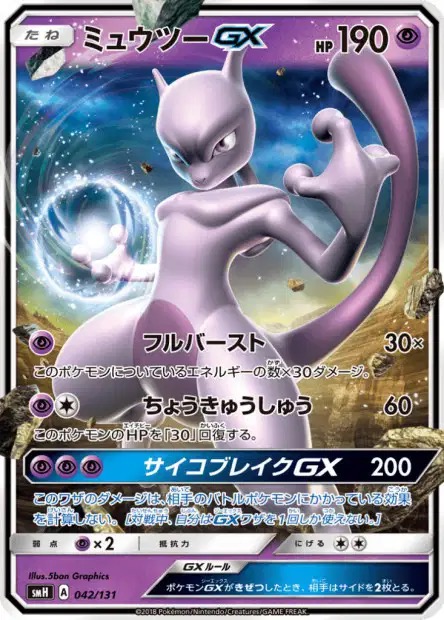 たね ミュウツーGX HP 190
フルバースト 30×
このポケモンについているエネルギーの数×30ダメージ。
ちょうきゅうしゅう 60
このポケモンのHPを「30」回復する。
サイコブレイクGX 200
このワザのダメージは、相手のバトルポケモンにかかっている効果
を計算しない。[対戦中、自分はGXワザを1回しか使えない。]
弱点 ×2 抵抗力 にげる
Illus.5ban Graphics
GXルール
ポケモンGXがきぜつしたとき、相手はサイドを2枚とる。
SMH A 042/131
©2018 Pokémon/Nintendo/Creatures/GAME FREAK.